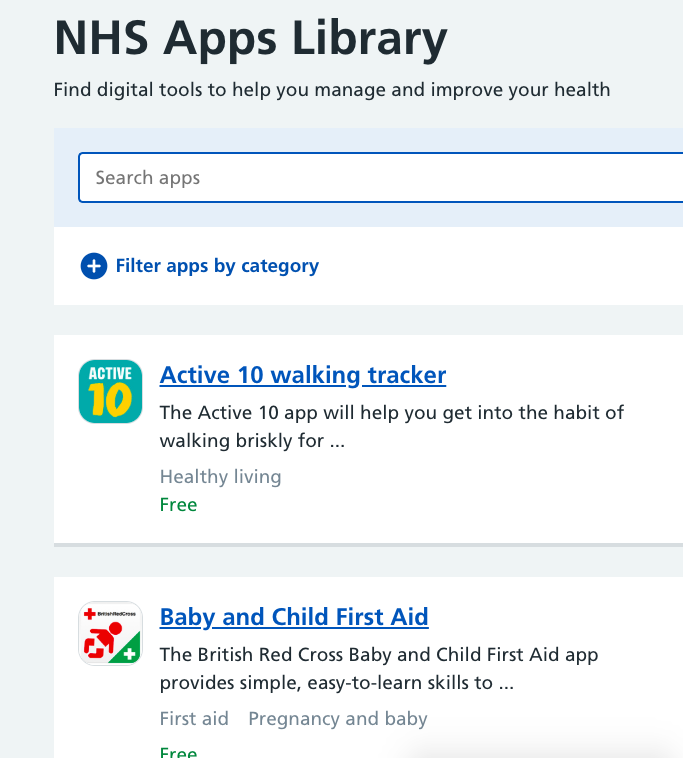 NHS Apps Library
Find digital tools to help you manage and improve your health
Search apps
Filter apps by category
ACTIVE
10
Active 10 walking tracker
The Active 10 app will help you get into the habit of
walking briskly for ...
Healthy living
Free
BritishRedCross
Baby and Child First Aid
The British Red Cross Baby and Child First Aid app
provides simple, easy-to-learn skills to ...
First aid Pregnancy and baby
Free